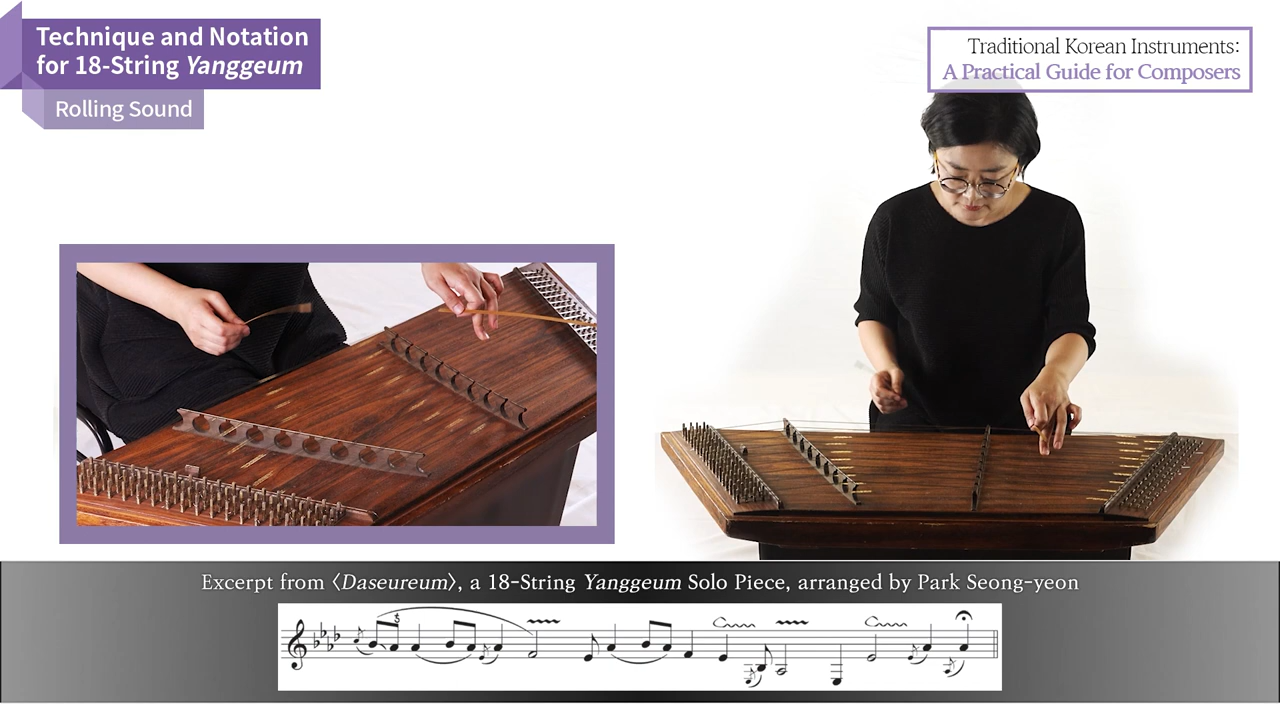 Technique and Notation
for 18-String Yanggeum
Rolling Sound
Traditional Korean Instruments:
A Practical Guide for Composers
Excerpt from 〈Daseureum〉, a 18-String Yanggeum Solo Piece, arranged by Park Seong-yeon